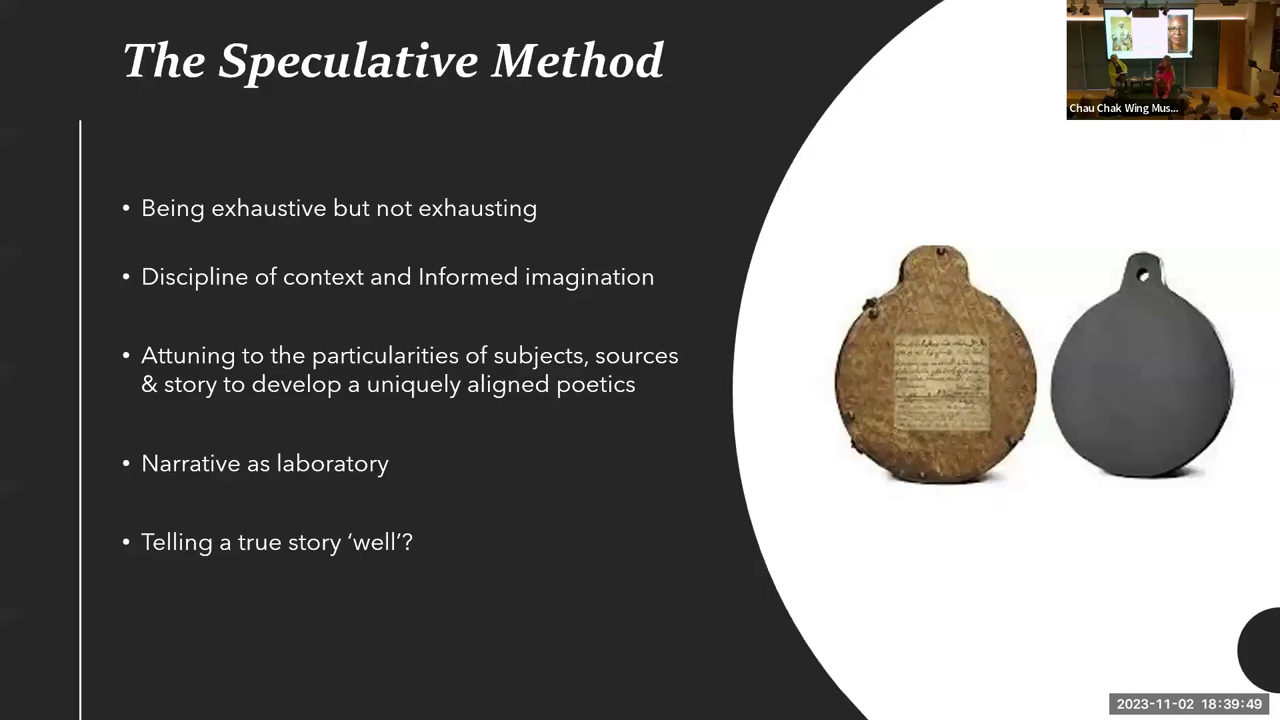 The Speculative Method
Chau Chak Wing Mus...
• Being exhaustive but not exhausting
• Discipline of context and Informed imagination
• Attuning to the particularities of subjects, sources
& story to develop a uniquely aligned poetics
• Narrative as laboratory
• Telling a true story ‘well’?
2023-11-02 18:39:49